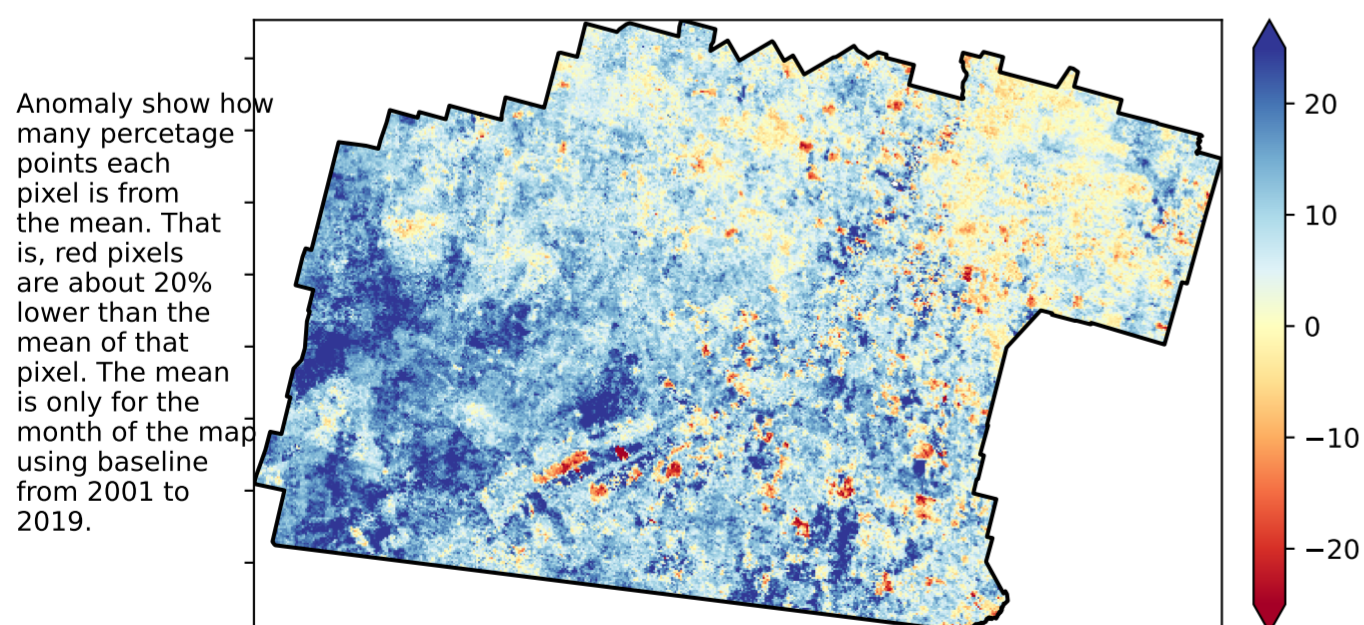 Anomaly show how
many percetage
points each
pixel is from
the mean. That
is, red pixels
are about 20%
lower than the
mean of that
pixel. The mean
is only for the
month of the map
using baseline
from 2001 to
2019.
20
10
0
−10
−20